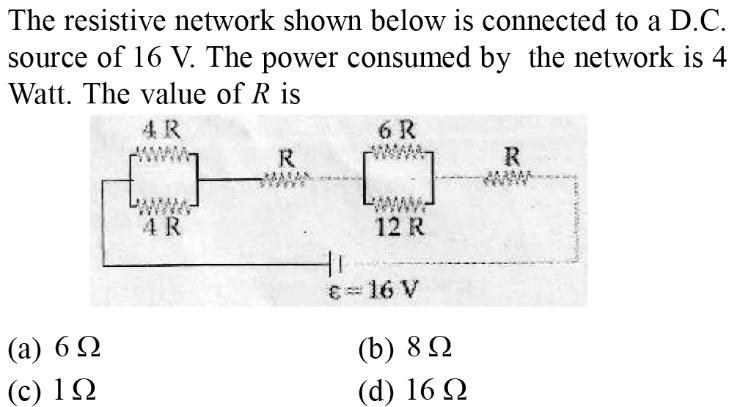 The resistive network shown below is connected to a D.C.
source of 16 V. The power consumed by the network is 4
Watt. The value of R is
4 R 6 R
R R
4 R 12 R
ε = 16 V
(a) 6 Ω (b) 8 Ω
(c) 1 Ω (d) 16 Ω